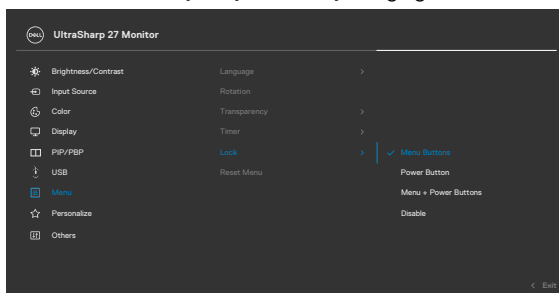 DELL UltraSharp 27 Monitor
Brightness/Contrast Language >
Input Source Rotation
Color Transparency >
Display Timer >
PIP/PBP Lock > ✓ Menu Buttons
USB Reset Menu Power Button
Menu Menu + Power Buttons
Personalize Disable
Others
< Exit